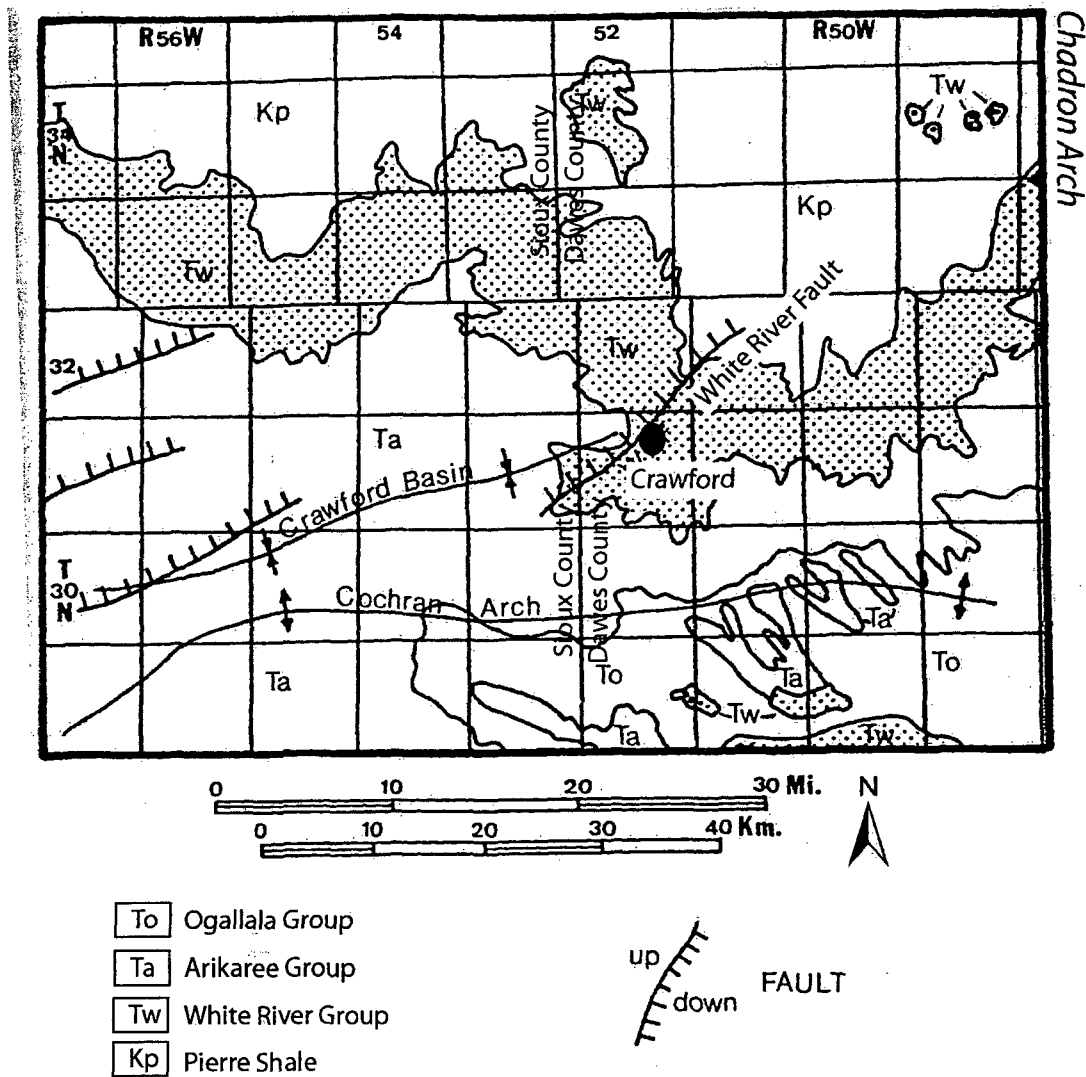 R56W 54 52 R50W
Chadron Arch
T
34
N
Kp
Tw
Tw
Sioux County
Dawes County
Kp
Tw
White River Fault
32
Tw
Ta
Crawford Basin
Crawford
T
30
N
Sioux County
Dawes County
Cochran Arch
Ta
Ta
To
Ta
To
Tw
Ta
Tw
0 10 20 30 Mi.
0 10 20 30 40 Km.
N
To Ogallala Group
Ta Arikaree Group
Tw White River Group
Kp Pierre Shale
up
down
FAULT